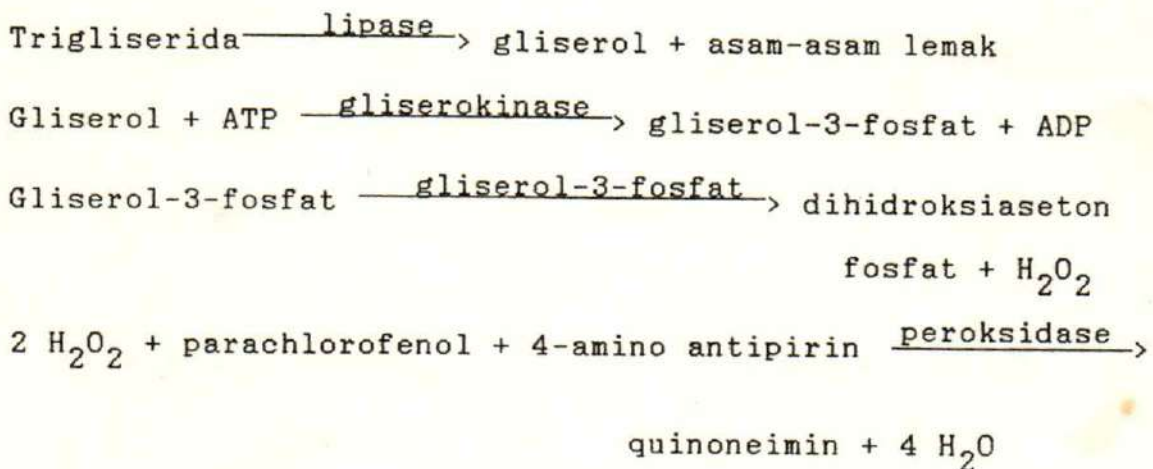 Trigliserida lipase > gliserol + asam-asam lemak
Gliserol + ATP gliserokinase > gliserol-3-fosfat + ADP
Gliserol-3-fosfat gliserol-3-fosfat > dihidroksiaseton
fosfat + H₂O₂
2 H₂O₂ + parachlorofenol + 4-amino antipirin peroksidase >
quinoneimin + 4 H₂O